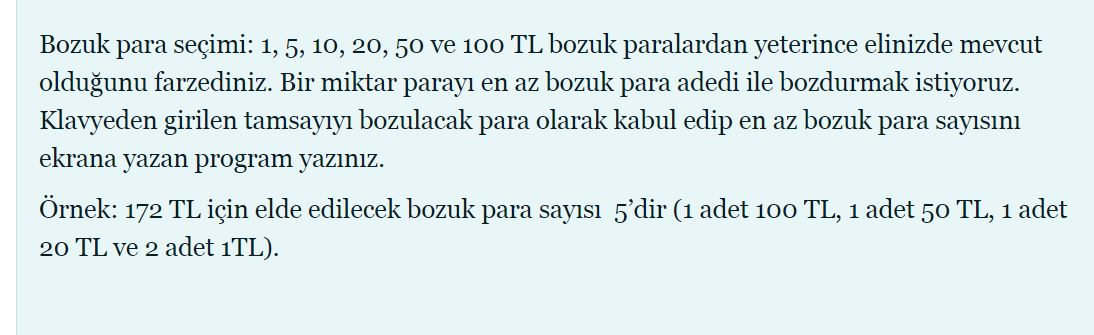 Bozuk para seçimi: 1, 5, 10, 20, 50 ve 100 TL bozuk paralardan yeterince elinizde mevcut
olduğunu farzediniz. Bir miktar parayı en az bozuk para adedi ile bozdurmak istiyoruz.
Klavyeden girilen tamsayıyı bozulacak para olarak kabul edip en az bozuk para sayısını
ekrana yazan program yazınız.
Örnek: 172 TL için elde edilecek bozuk para sayısı  5’dir (1 adet 100 TL, 1 adet 50 TL, 1 adet
20 TL ve 2 adet 1TL).